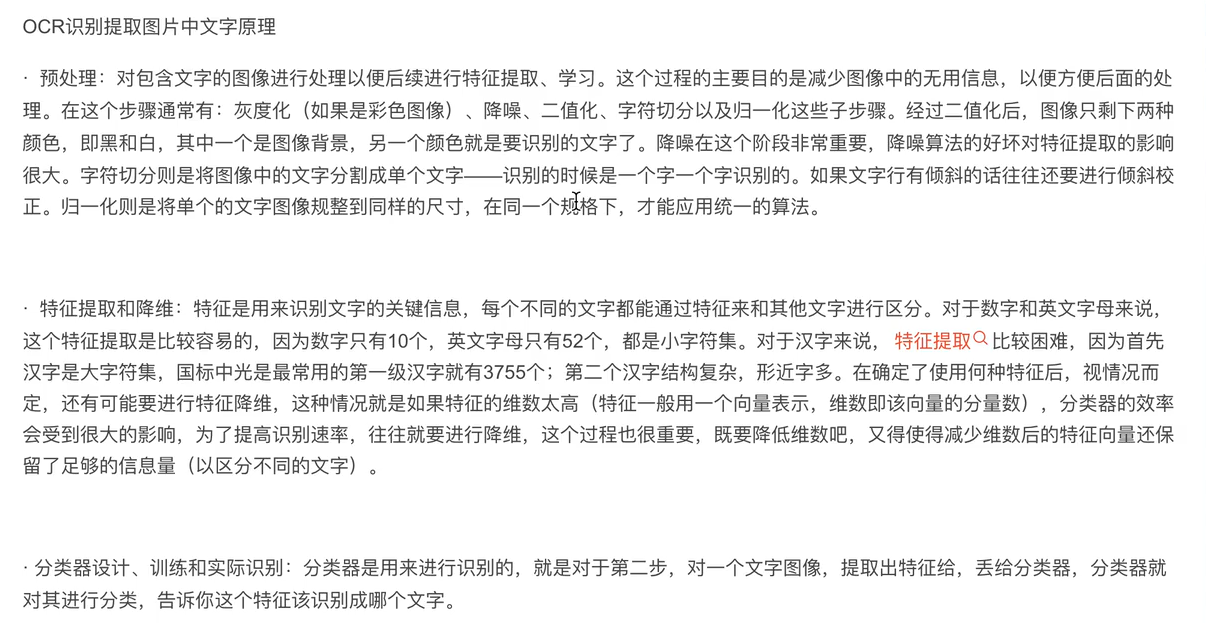 OCR识别提取图片中文字原理
· 预处理：对包含文字的图像进行处理以便后续进行特征提取、学习。这个过程的主要目的是减少图像中的无用信息，以便方便后面的处
理。在这个步骤通常有：灰度化（如果是彩色图像）、降噪、二值化、字符切分以及归一化这些子步骤。经过二值化后，图像只剩下两种
颜色，即黑和白，其中一个是图像背景，另一个颜色就是要识别的文字了。降噪在这个阶段非常重要，降噪算法的好坏对特征提取的影响
很大。字符切分则是将图像中的文字分割成单个文字——识别的时候是一个字一个字识别的。如果文字行有倾斜的话往往还要进行倾斜校
正。归一化则是将单个的文字图像规整到同样的尺寸，在同一个规格下，才能应用统一的算法。
· 特征提取和降维：特征是用来识别文字的关键信息，每个不同的文字都能通过特征来和其他文字进行区分。对于数字和英文字母来说，
这个特征提取是比较容易的，因为数字只有10个，英文字母只有52个，都是小字符集。对于汉字来说，特征提取比较困难，因为首先
汉字是大字符集，国标中光是最常用的第一级汉字就有3755个；第二个汉字结构复杂，形近字多。在确定了使用何种特征后，视情况而
定，还有可能要进行特征降维，这种情况就是如果特征的维数太高（特征一般用一个向量表示，维数即该向量的分量数），分类器的效率
会受到很大的影响，为了提高识别速率，往往就要进行降维，这个过程也很重要，既要降低维数吧，又得使得减少维数后的特征向量还保
留了足够的信息量（以区分不同的文字）。
· 分类器设计、训练和实际识别：分类器是用来进行识别的，就是对于第二步，对一个文字图像，提取出特征给，丢给分类器，分类器就
对其进行分类，告诉你这个特征该识别成哪个文字。